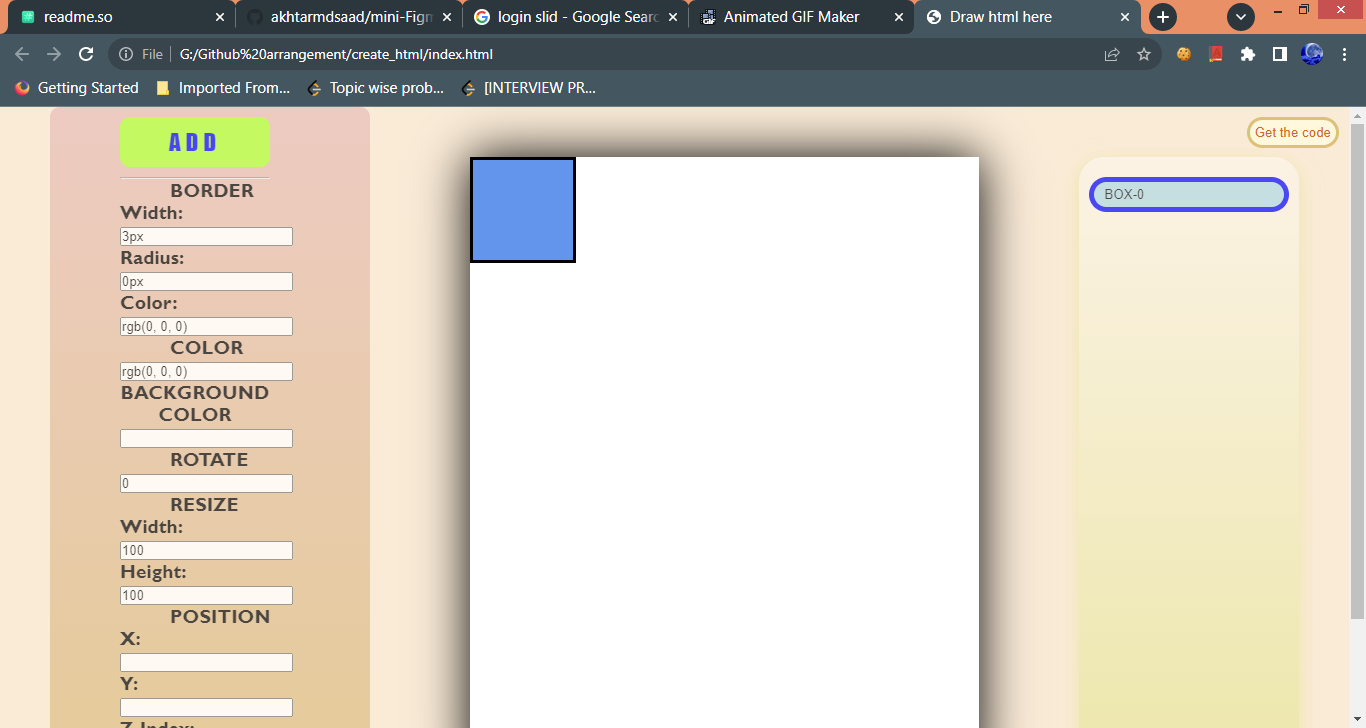 readme.so
akhtarmdsaad/mini-Figm
login slid - Google Searc
Animated GIF Maker
Draw html here
File
G:/Github%20arrangement/create_html/index.html
Getting Started
Imported From...
Topic wise prob...
[INTERVIEW PR...
ADD
BORDER
Width:
3px
Radius:
0px
Color:
rgb(0, 0, 0)
COLOR
rgb(0, 0, 0)
BACKGROUND
COLOR
ROTATE
0
RESIZE
Width:
100
Height:
100
POSITION
X:
Y:
Z-Index:
Get the code
BOX-0